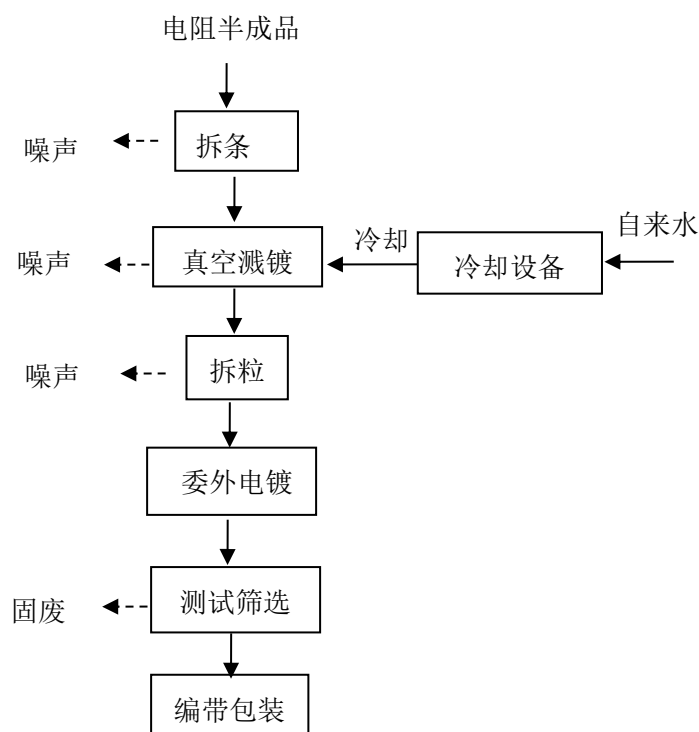 电阻半成品
噪声
拆条
自来水
冷却
噪声
真空溅镀
冷却设备
噪声
拆粒
委外电镀
固废
测试筛选
编带包装